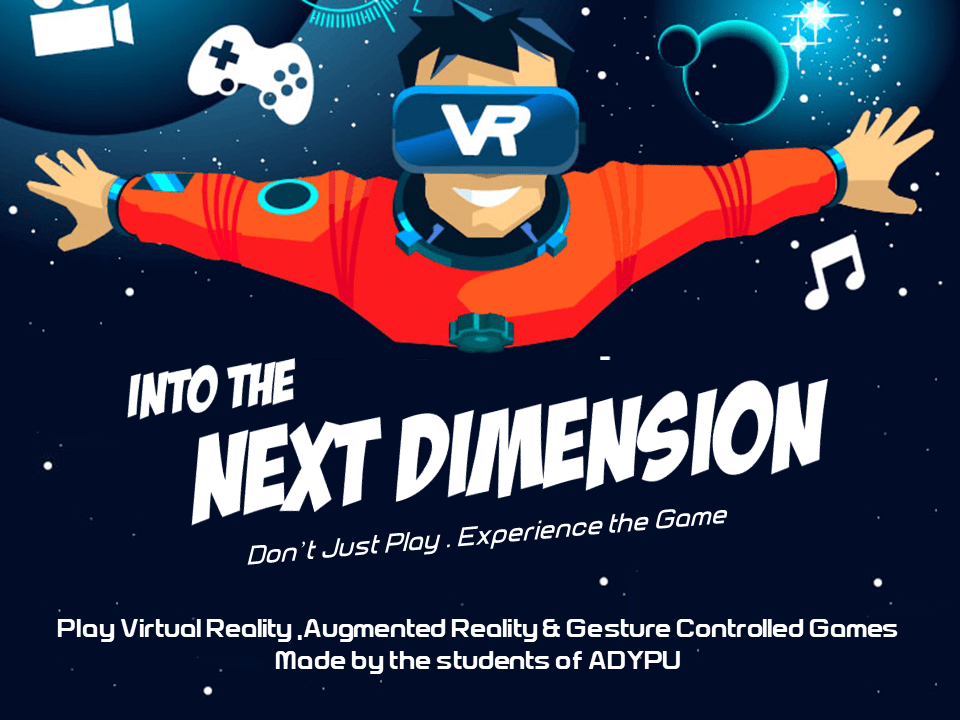 VR
INTO THE
NEXT DIMENSION
Don't Just Play . Experience the Game
Play Virtual Reality ,Augmented Reality & Gesture Controlled Games
Made by the students of ADYPU